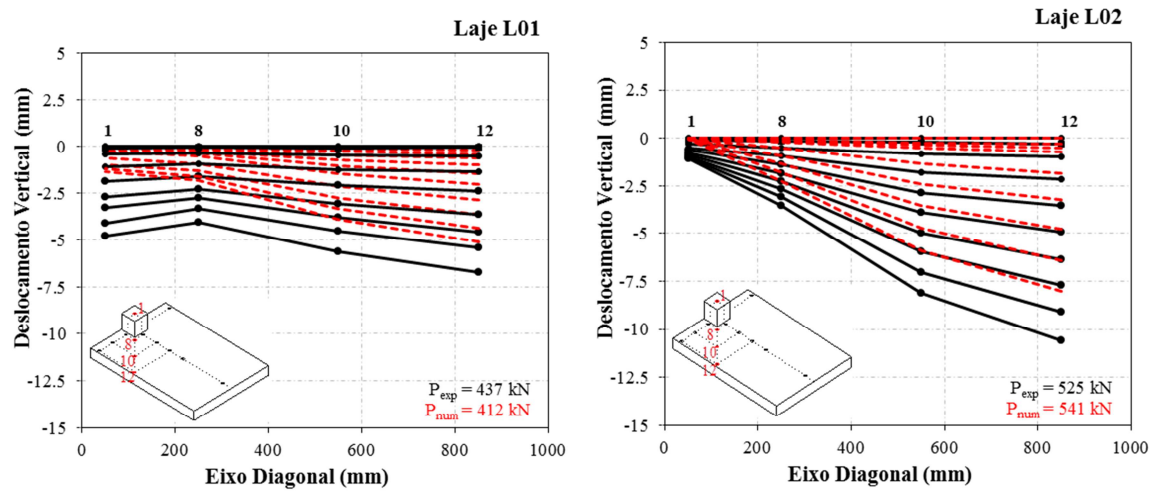 Laje L01
Deslocamento Vertical (mm)
5
2.5
0
-2.5
-5
-7.5
-10
-12.5
-15
1 8 10 12
1
8
10
12
P exp = 437 kN
P num = 412 kN
0 200 400 600 800 1000
Eixo Diagonal (mm)
Laje L02
Deslocamento Vertical (mm)
5
2.5
0
-2.5
-5
-7.5
-10
-12.5
-15
1 8 10 12
1
8
10
12
P exp = 525 kN
P num = 541 kN
0 200 400 600 800 1000
Eixo Diagonal (mm)